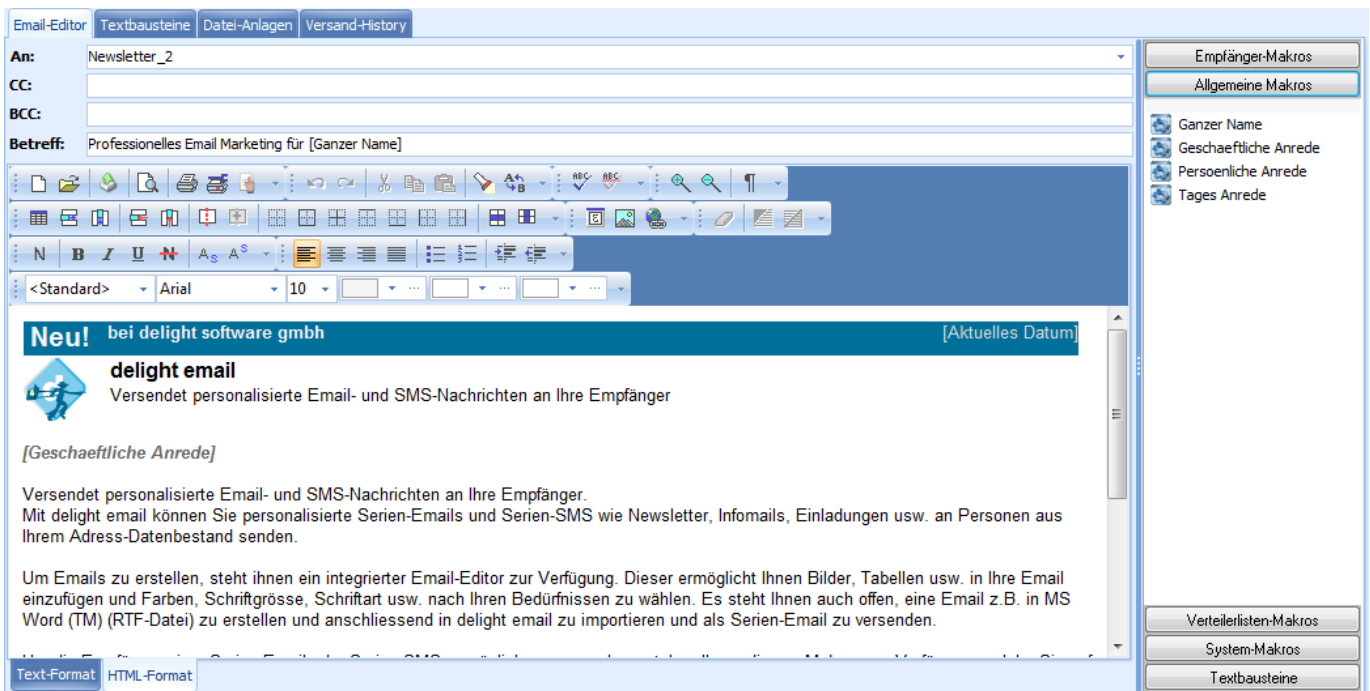 Email-Editor Textbausteine Datei-Anlagen Versand-History
An: Newsletter_2
CC:
BCC:
Betreff: Professionelles Email Marketing für [Ganzer Name]
<Standard> Arial 10
Neu! bei delight software gmbh [Aktuelles Datum]
delight email
Versendet personalisierte Email- und SMS-Nachrichten an Ihre Empfänger
[Geschaeftliche Anrede]
Versendet personalisierte Email- und SMS-Nachrichten an Ihre Empfänger.
Mit delight email können Sie personalisierte Serien-Emails und Serien-SMS wie Newsletter, Infomails, Einladungen usw. an Personen aus
Ihrem Adress-Datenbestand senden.
Um Emails zu erstellen, steht ihnen ein integrierter Email-Editor zur Verfügung. Dieser ermöglicht Ihnen Bilder, Tabellen usw. in Ihre Email
einzufügen und Farben, Schriftgrösse, Schriftart usw. nach Ihren Bedürfnissen zu wählen. Es steht Ihnen auch offen, eine Email z.B. in MS
Word (TM) (RTF-Datei) zu erstellen und anschliessend in delight email zu importieren und als Serien-Email zu versenden.
Text-Format HTML-Format
Empfänger-Makros
Allgemeine Makros
Ganzer Name
Geschaeftliche Anrede
Persoenliche Anrede
Tages Anrede
Verteilerlisten-Makros
System-Makros
Textbausteine